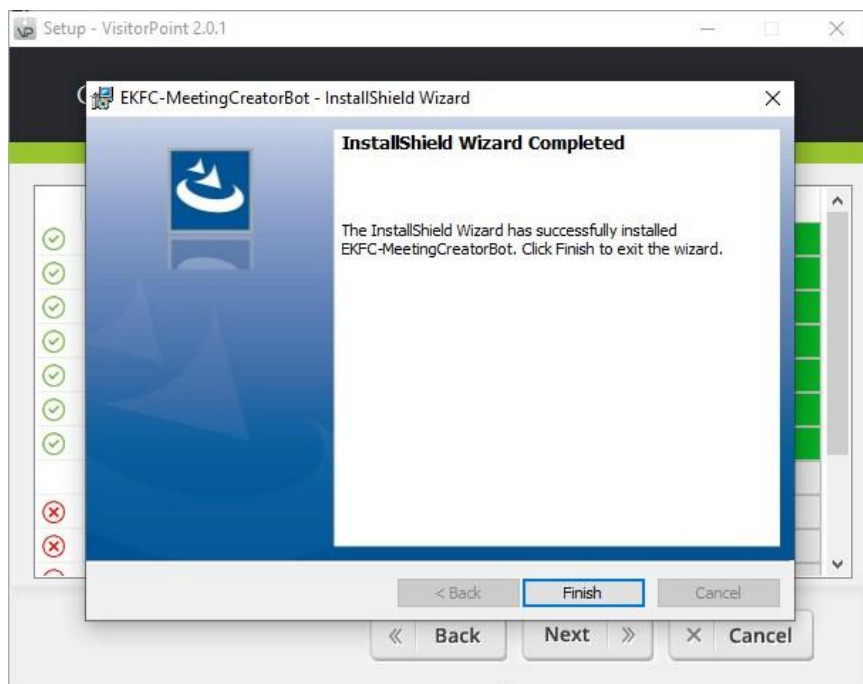 Setup - VisitorPoint 2.0.1
EKFC-MeetingCreatorBot - InstallShield Wizard
InstallShield Wizard Completed
The InstallShield Wizard has successfully installed
EKFC-MeetingCreatorBot. Click Finish to exit the wizard.
< Back
Finish
Cancel
Back
Next
Cancel